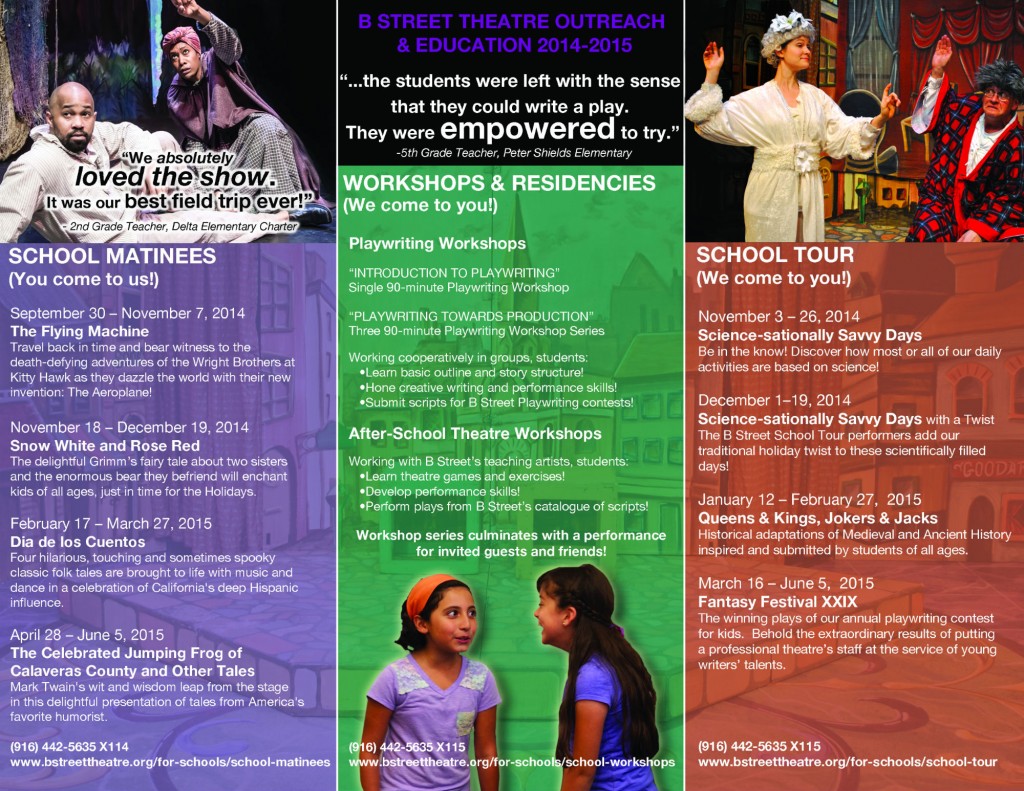 "We absolutely
loved the show.
It was our best field trip ever!"
- 2nd Grade Teacher, Delta Elementary Charter
SCHOOL MATINEES
(You come to us!)
September 30 – November 7, 2014
The Flying Machine
Travel back in time and bear witness to the
death-defying adventures of the Wright Brothers at
Kitty Hawk as they dazzle the world with their new
invention: The Aeroplane!
November 18 – December 19, 2014
Snow White and Rose Red
The delightful Grimm's fairy tale about two sisters
and the enormous bear they befriend will enchant
kids of all ages, just in time for the Holidays.
February 17 – March 27, 2015
Dia de los Cuentos
Four hilarious, touching and sometimes spooky
classic folk tales are brought to life with music and
dance in a celebration of California's deep Hispanic
influence.
April 28 – June 5, 2015
The Celebrated Jumping Frog of
Calaveras County and Other Tales
Mark Twain's wit and wisdom leap from the stage
in this delightful presentation of tales from America's
favorite humorist.
(916) 442-5635 X114
www.bstreettheatre.org/for-schools/school-matinees
B STREET THEATRE OUTREACH
& EDUCATION 2014-2015
"...the students were left with the sense
that they could write a play.
They were empowered to try."
-5th Grade Teacher, Peter Shields Elementary
WORKSHOPS & RESIDENCIES
(We come to you!)
Playwriting Workshops
"INTRODUCTION TO PLAYWRITING"
Single 90-minute Playwriting Workshop
"PLAYWRITING TOWARDS PRODUCTION"
Three 90-minute Playwriting Workshop Series
Working cooperatively in groups, students:
•Learn basic outline and story structure!
•Hone creative writing and performance skills!
•Submit scripts for B Street Playwriting contests!
After-School Theatre Workshops
Working with B Street's teaching artists, students:
•Learn theatre games and exercises!
•Develop performance skills!
•Perform plays from B Street's catalogue of scripts!
Workshop series culminates with a performance
for invited guests and friends!
(916) 442-5635 X115
www.bstreettheatre.org/for-schools/school-workshops
SCHOOL TOUR
(We come to you!)
November 3 – 26, 2014
Science-sationally Savvy Days
Be in the know! Discover how most or all of our daily
activities are based on science!
December 1–19, 2014
Science-sationally Savvy Days with a Twist
The B Street School Tour performers add our
traditional holiday twist to these scientifically filled
days!
January 12 – February 27, 2015
Queens & Kings, Jokers & Jacks
Historical adaptations of Medieval and Ancient History
inspired and submitted by students of all ages.
March 16 – June 5, 2015
Fantasy Festival XXIX
The winning plays of our annual playwriting contest
for kids. Behold the extraordinary results of putting
a professional theatre's staff at the service of young
writers' talents.
(916) 442-5635 X115
www.bstreettheatre.org/for-schools/school-tour